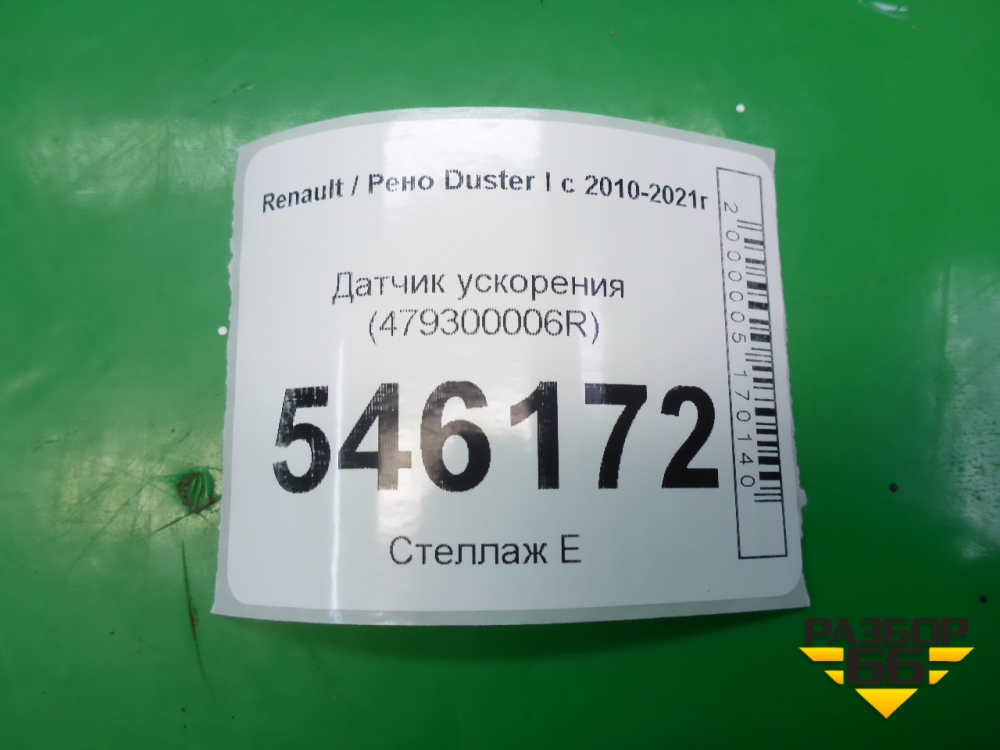 Renault / Рено Duster I с 2010-2021г
Датчик ускорения
(479300006R)
546172
Стеллаж Е
2000005170140
РАЗБОР
66